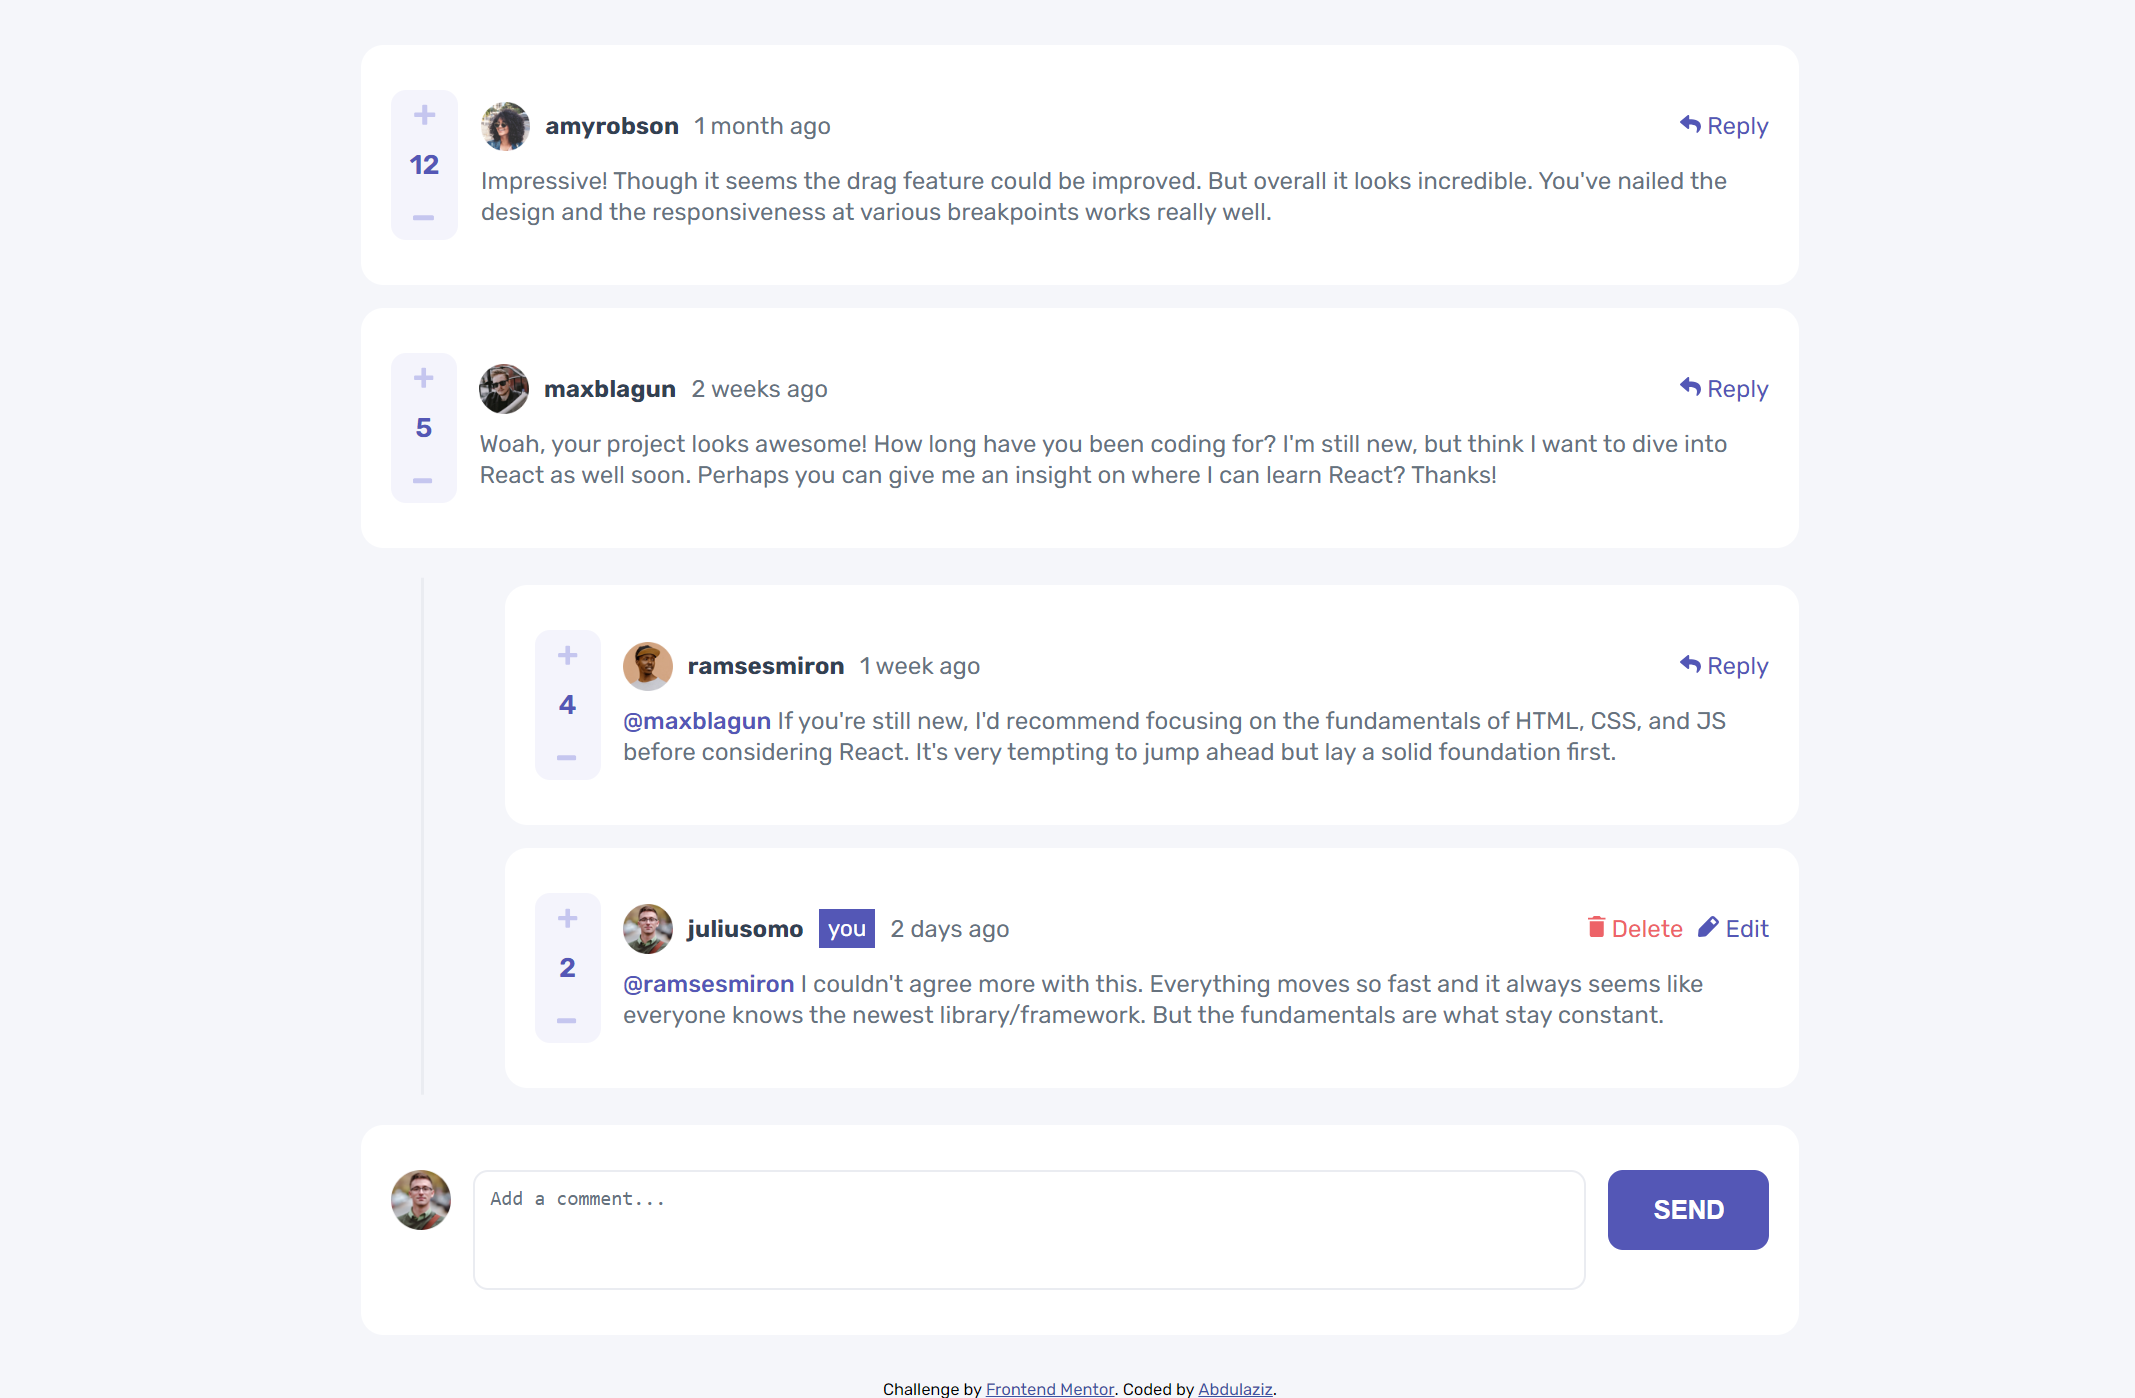 +
amyrobson 1 month ago Reply
12
Impressive! Though it seems the drag feature could be improved. But overall it looks incredible. You've nailed the
design and the responsiveness at various breakpoints works really well.
−
+
maxblagun 2 weeks ago Reply
5
Woah, your project looks awesome! How long have you been coding for? I'm still new, but think I want to dive into
React as well soon. Perhaps you can give me an insight on where I can learn React? Thanks!
−
+
ramsesmiron 1 week ago Reply
4
@maxblagun If you're still new, I'd recommend focusing on the fundamentals of HTML, CSS, and JS
before considering React. It's very tempting to jump ahead but lay a solid foundation first.
−
+
juliusomo you 2 days ago Delete Edit
2
@ramsesmiron I couldn't agree more with this. Everything moves so fast and it always seems like
everyone knows the newest library/framework. But the fundamentals are what stay constant.
−
Add a comment...
SEND
Challenge by Frontend Mentor. Coded by Abdulaziz.